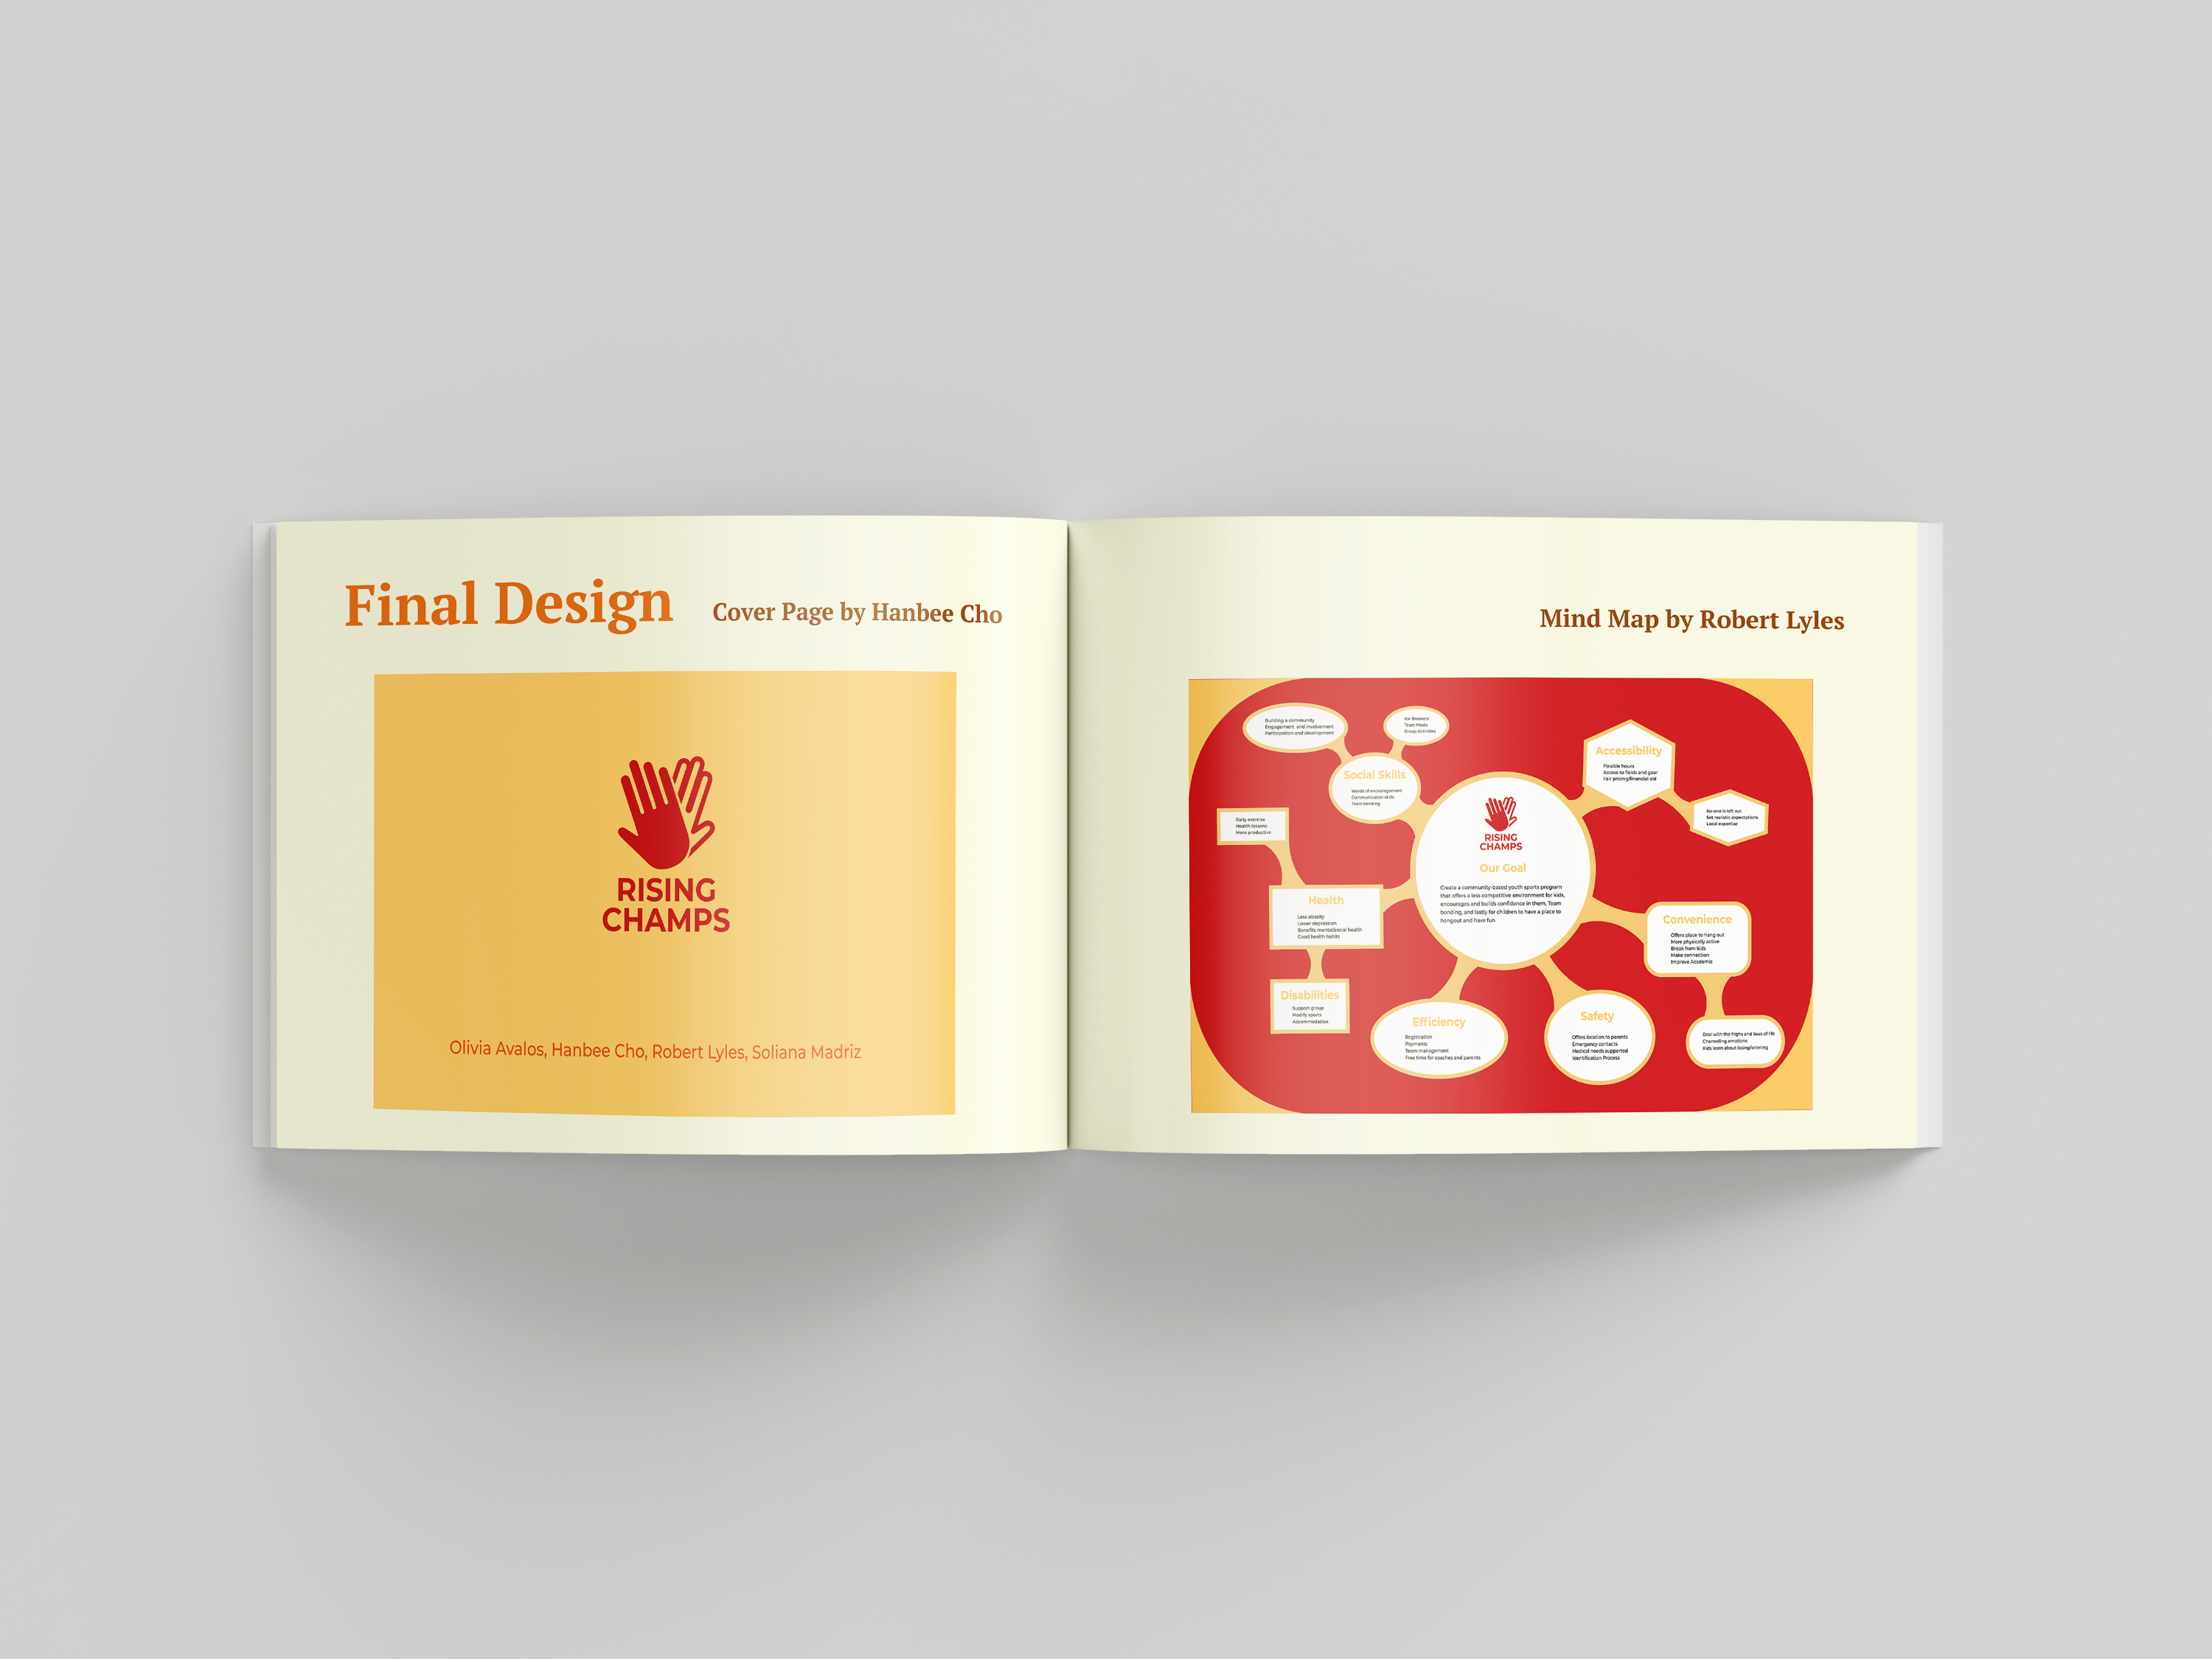 Final Design
Cover Page by Hanbee Cho
RISING
CHAMPS
Olivia Avalos, Hanbee Cho, Robert Lyles, Soliana Madriz
Mind Map by Robert Lyles
Building a community
Engagement and involvement
Participation and development
Ice Breakers
Team Meals
Group Activities
Social Skills
Words of encouragement
Communication skills
Team bonding
Accessibility
Flexible hours
Access to fields and gear
Fair pricing/financial aid
No one is left out
Set realistic expectations
Local expertise
Daily exercise
Health lessons
More productive
RISING
CHAMPS
Our Goal
Create a community-based youth sports program
that offers a less competitive environment for kids,
encourages and builds confidence in them, Team
bonding, and lastly for children to have a place to
hangout and have fun
Health
Less obesity
Lower depression
Benefits mental/social health
Good health habits
Convenience
Offers place to hang out
More physically active
Break from kids
Make connection
Improve Academic
Disabilities
Support group
Modify sports
Accommodation
Efficiency
Registration
Payments
Team management
Free time for coaches and parents
Safety
Offers location to parents
Emergency contacts
Medical needs supported
Identification Process
Deal with the highs and lows of life
Channeling emotions
Kids learn about losing/winning